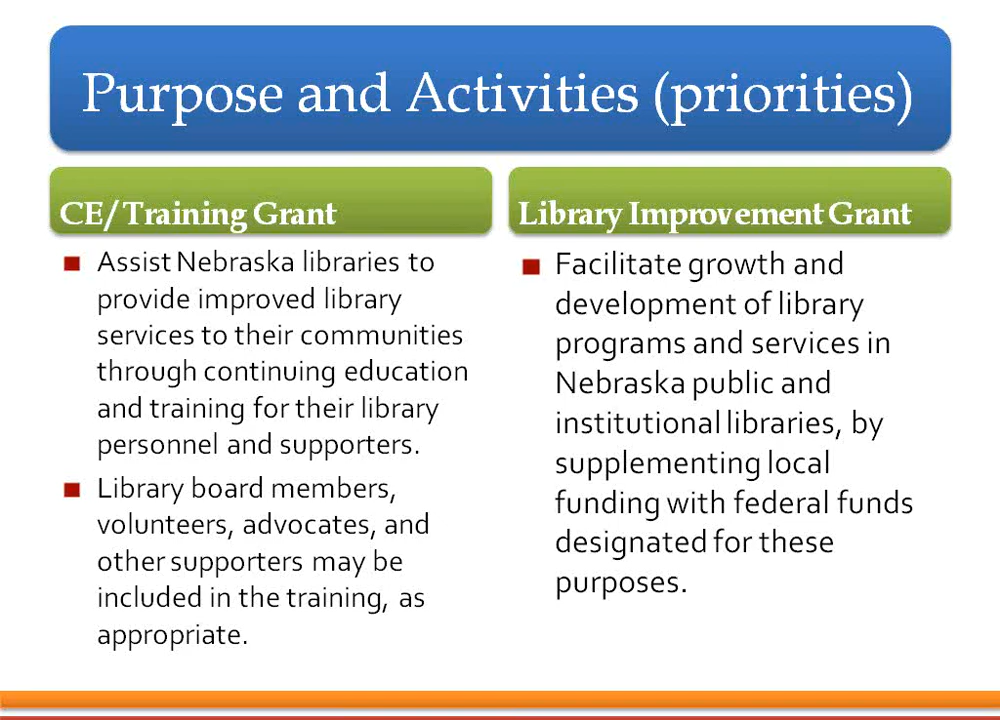 Purpose and Activities (priorities)
CE/Training Grant
Assist Nebraska libraries to
provide improved library
services to their communities
through continuing education
and training for their library
personnel and supporters.
Library board members,
volunteers, advocates, and
other supporters may be
included in the training, as
appropriate.
Library Improvement Grant
Facilitate growth and
development of library
programs and services in
Nebraska public and
institutional libraries, by
supplementing local
funding with federal funds
designated for these
purposes.